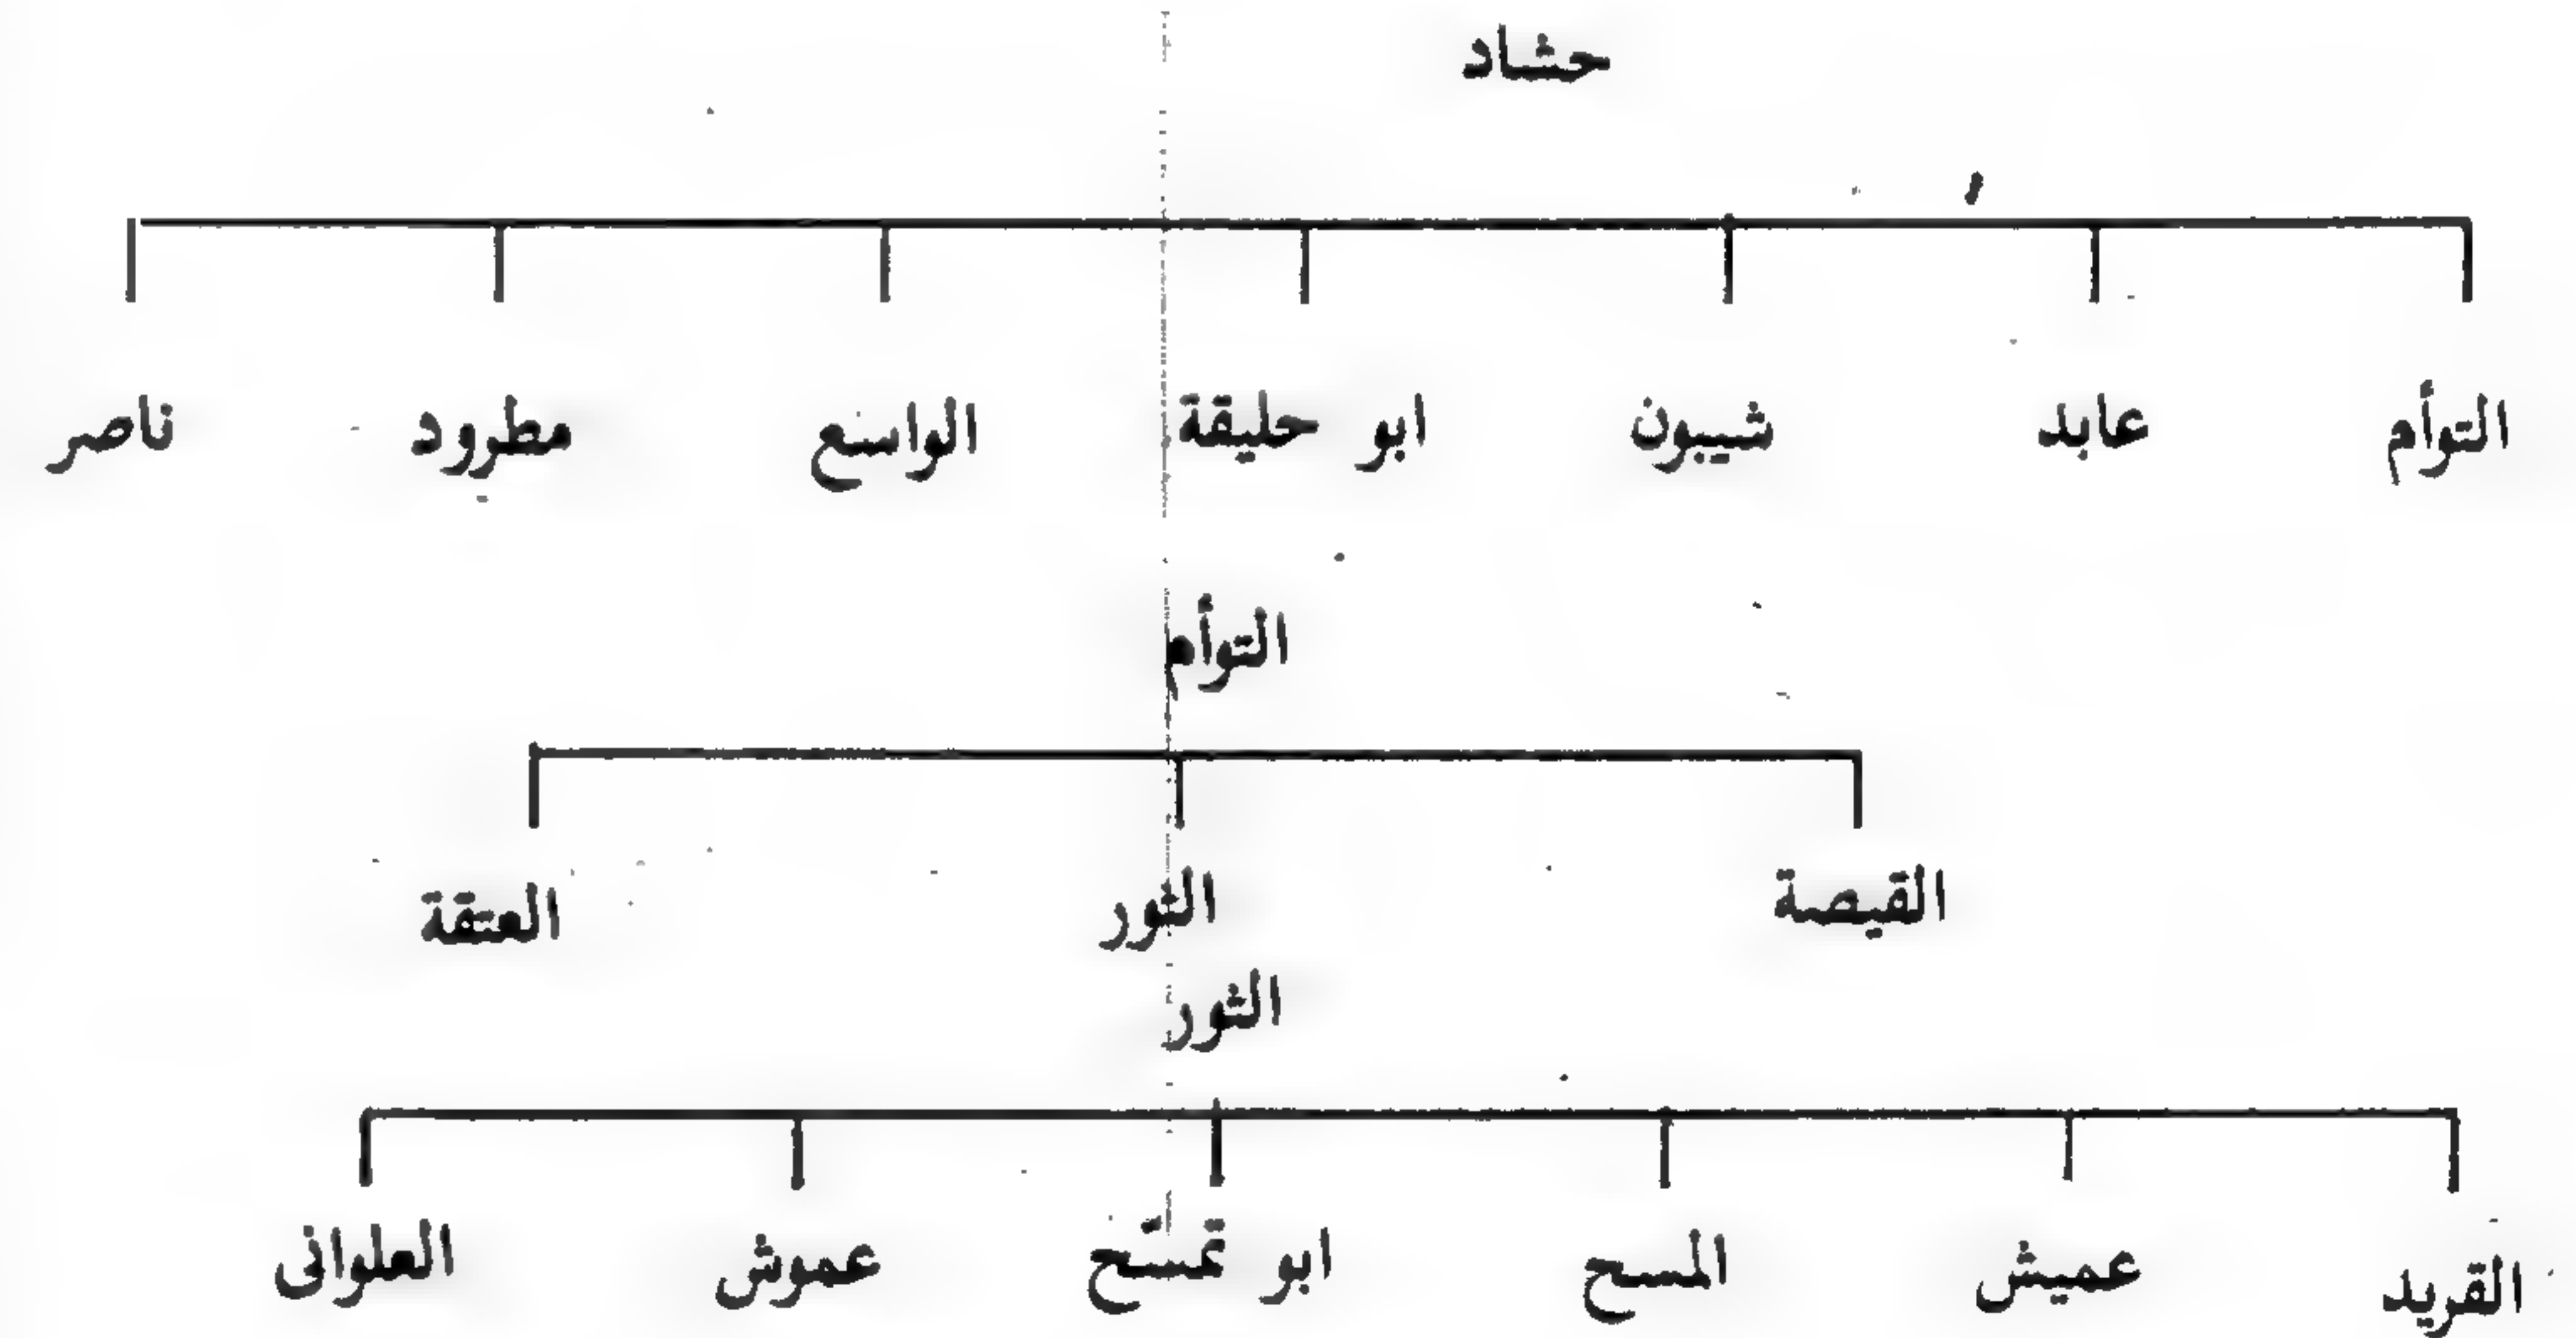 حشاد
التوأم عابد شيبون ابو حليقة الواسع مطرود ناصر
التوأم
القيصة الثور العتقة
الثور
القريد عميش المسح ابو تمسح عموش العلوانى